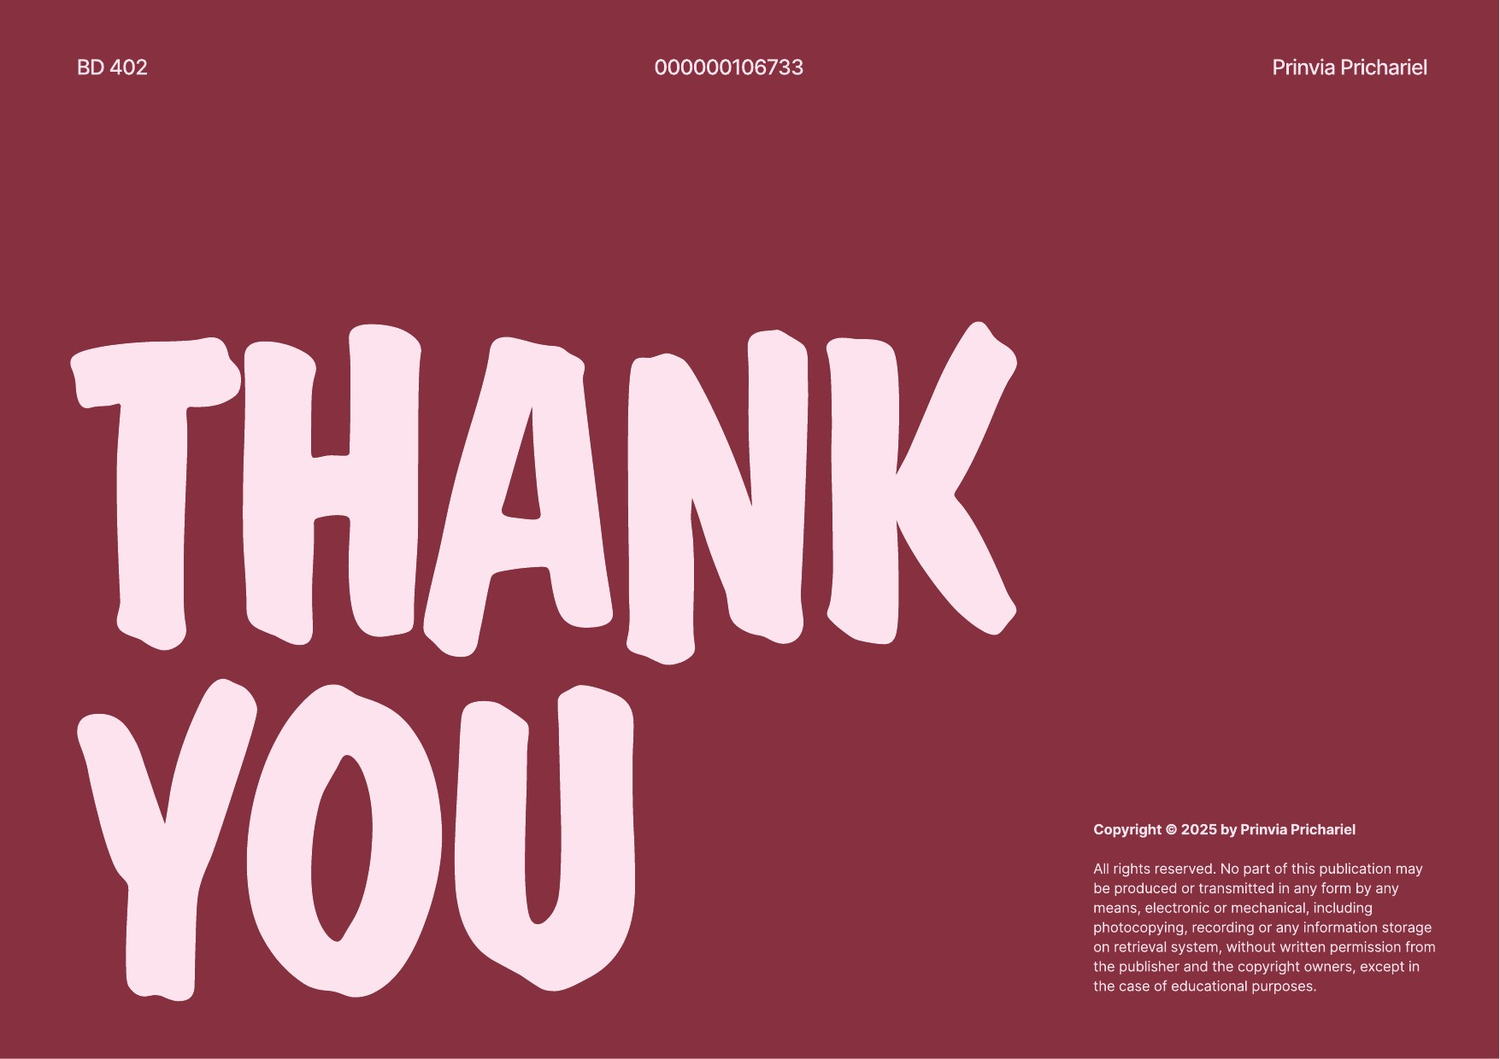 BD 402
000000106733
Prinvia Prichariel
THANK
YOU
Copyright © 2025 by Prinvia Prichariel
All rights reserved. No part of this publication may
be produced or transmitted in any form by any
means, electronic or mechanical, including
photocopying, recording or any information storage
on retrieval system, without written permission from
the publisher and the copyright owners, except in
the case of educational purposes.